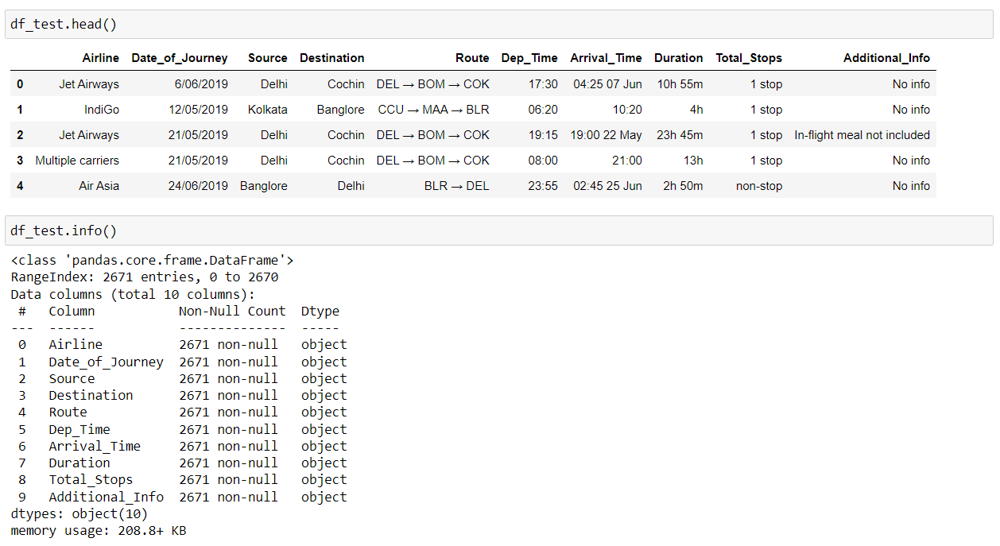 df_test.head()
Airline Date_of_Journey Source Destination Route Dep_Time Arrival_Time Duration Total_Stops Additional_Info
0 Jet Airways 6/06/2019 Delhi Cochin DEL → BOM → COK 17:30 04:25 07 Jun 10h 55m 1 stop No info
1 IndiGo 12/05/2019 Kolkata Banglore CCU → MAA → BLR 06:20 10:20 4h 1 stop No info
2 Jet Airways 21/05/2019 Delhi Cochin DEL → BOM → COK 19:15 19:00 22 May 23h 45m 1 stop In-flight meal not included
3 Multiple carriers 21/05/2019 Delhi Cochin DEL → BOM → COK 08:00 21:00 13h 1 stop No info
4 Air Asia 24/06/2019 Banglore Delhi BLR → DEL 23:55 02:45 25 Jun 2h 50m non-stop No info
df_test.info()
<class 'pandas.core.frame.DataFrame'>
RangeIndex: 2671 entries, 0 to 2670
Data columns (total 10 columns):
 #   Column           Non-Null Count  Dtype
---  ------           --------------  -----
 0   Airline          2671 non-null   object
 1   Date_of_Journey  2671 non-null   object
 2   Source           2671 non-null   object
 3   Destination      2671 non-null   object
 4   Route            2671 non-null   object
 5   Dep_Time         2671 non-null   object
 6   Arrival_Time     2671 non-null   object
 7   Duration         2671 non-null   object
 8   Total_Stops      2671 non-null   object
 9   Additional_Info  2671 non-null   object
dtypes: object(10)
memory usage: 208.8+ KB